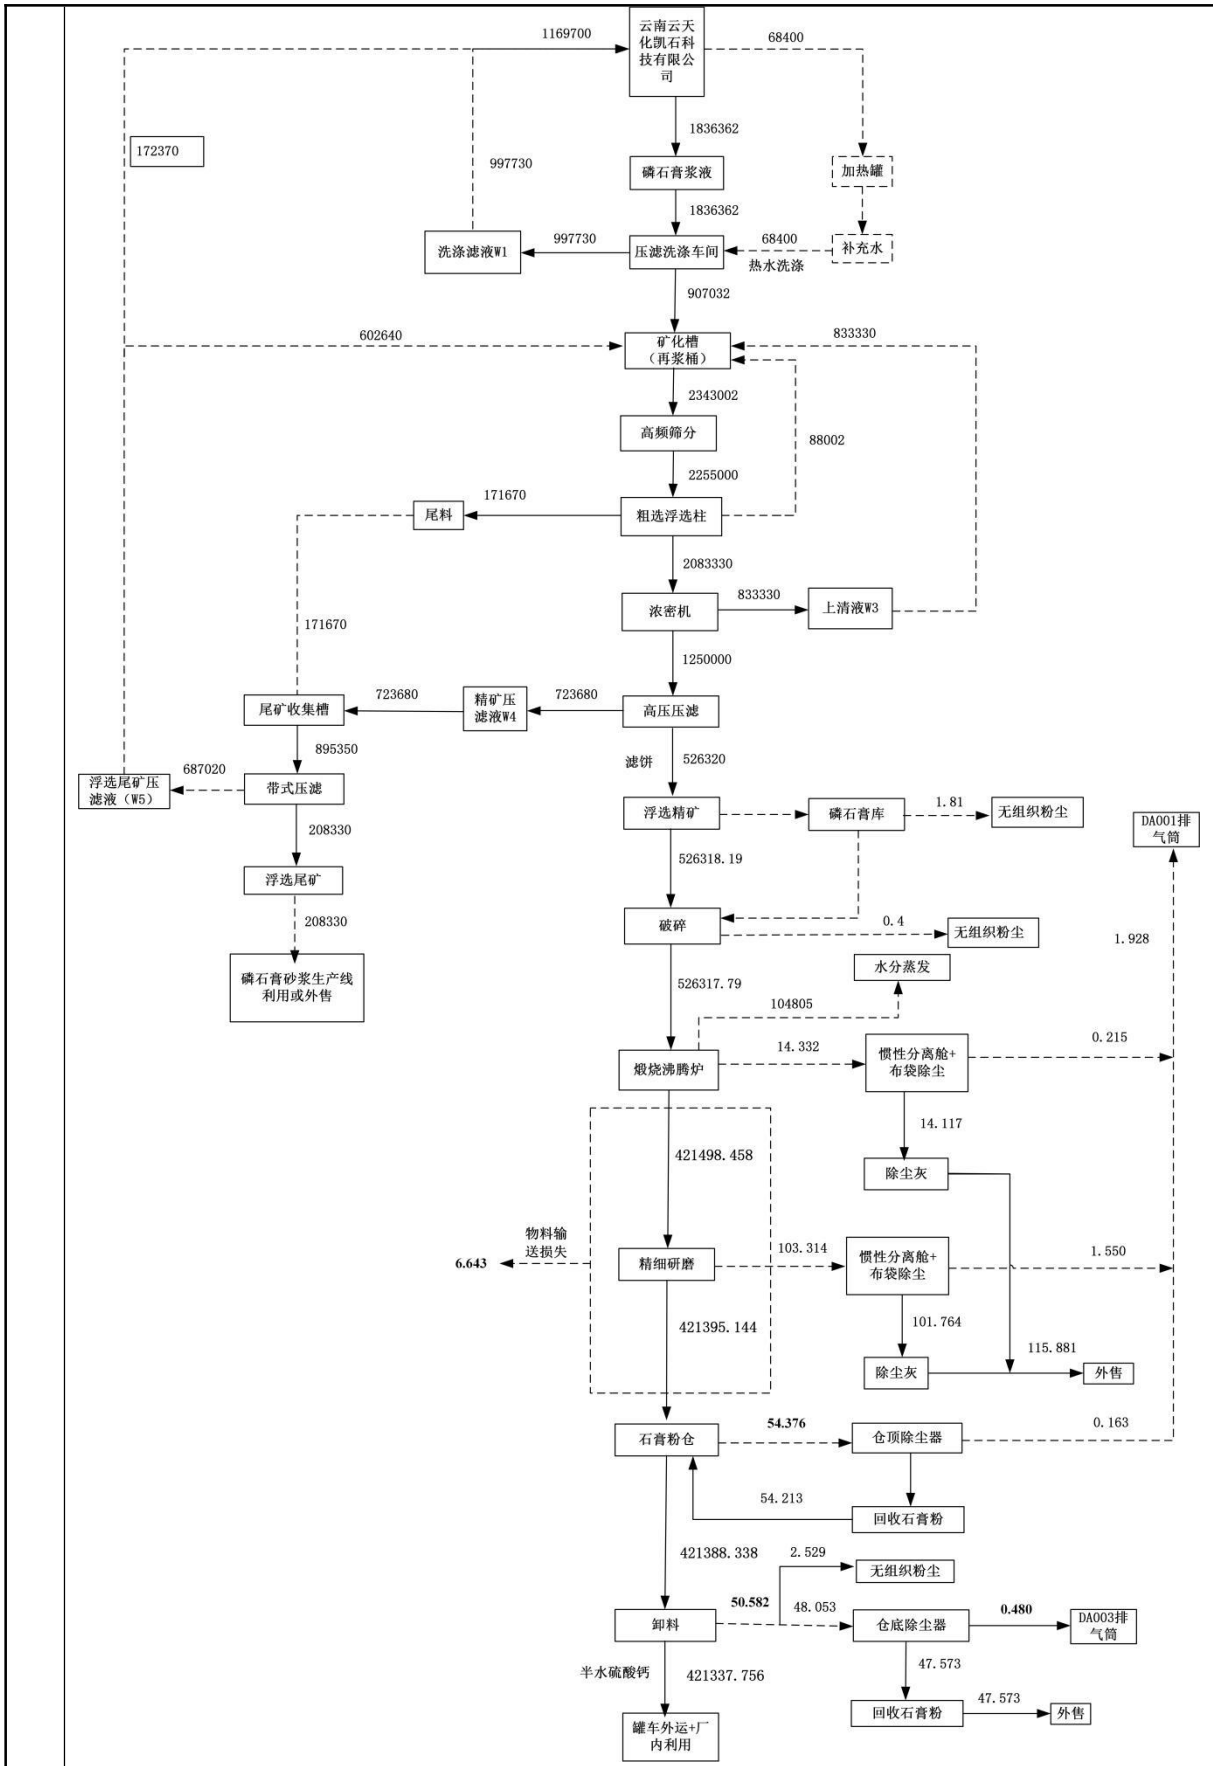 1169700
云南云天
化凯石科
技有限公
司
68400
1836362
172370
997730
磷石膏浆液
加热罐
1836362
洗涤滤液W1
997730
压滤洗涤车间
68400
热水洗涤
补充水
907032
602640
矿化槽
（再浆桶）
833330
2343002
高频筛分
88002
2255000
尾料
171670
粗选浮选柱
2083330
浓密机
833330
上清液W3
171670
1250000
尾矿收集槽
723680
精矿压
滤液W4
723680
高压压滤
895350
滤饼
526320
浮选尾矿压
滤液（W5）
687020
带式压滤
浮选精矿
磷石膏库
1.81
无组织粉尘
DA001排
气筒
208330
526318.19
浮选尾矿
208330
破碎
0.4
无组织粉尘
1.928
磷石膏砂浆生产线
利用或外售
526317.79
水分蒸发
104805
煅烧沸腾炉
14.332
惯性分离舱+
布袋除尘
0.215
14.117
421498.458
除尘灰
物料输
送损失
6.643
精细研磨
103.314
惯性分离舱+
布袋除尘
1.550
421395.144
101.764
115.881
除尘灰
外售
石膏粉仓
54.376
仓顶除尘器
0.163
54.213
回收石膏粉
421388.338
2.529
无组织粉尘
50.582
48.053
卸料
仓底除尘器
0.480
DA003排
气筒
半水硫酸钙
421337.756
47.573
回收石膏粉
47.573
外售
罐车外运+厂
内利用